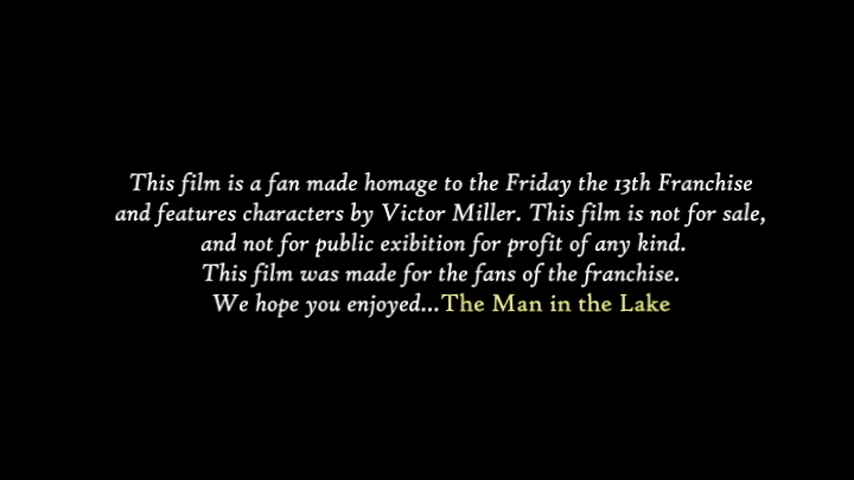 This film is a fan made homage to the Friday the 13th Franchise
and features characters by Victor Miller. This film is not for sale,
and not for public exibition for profit of any kind.
This film was made for the fans of the franchise.
We hope you enjoyed...The Man in the Lake